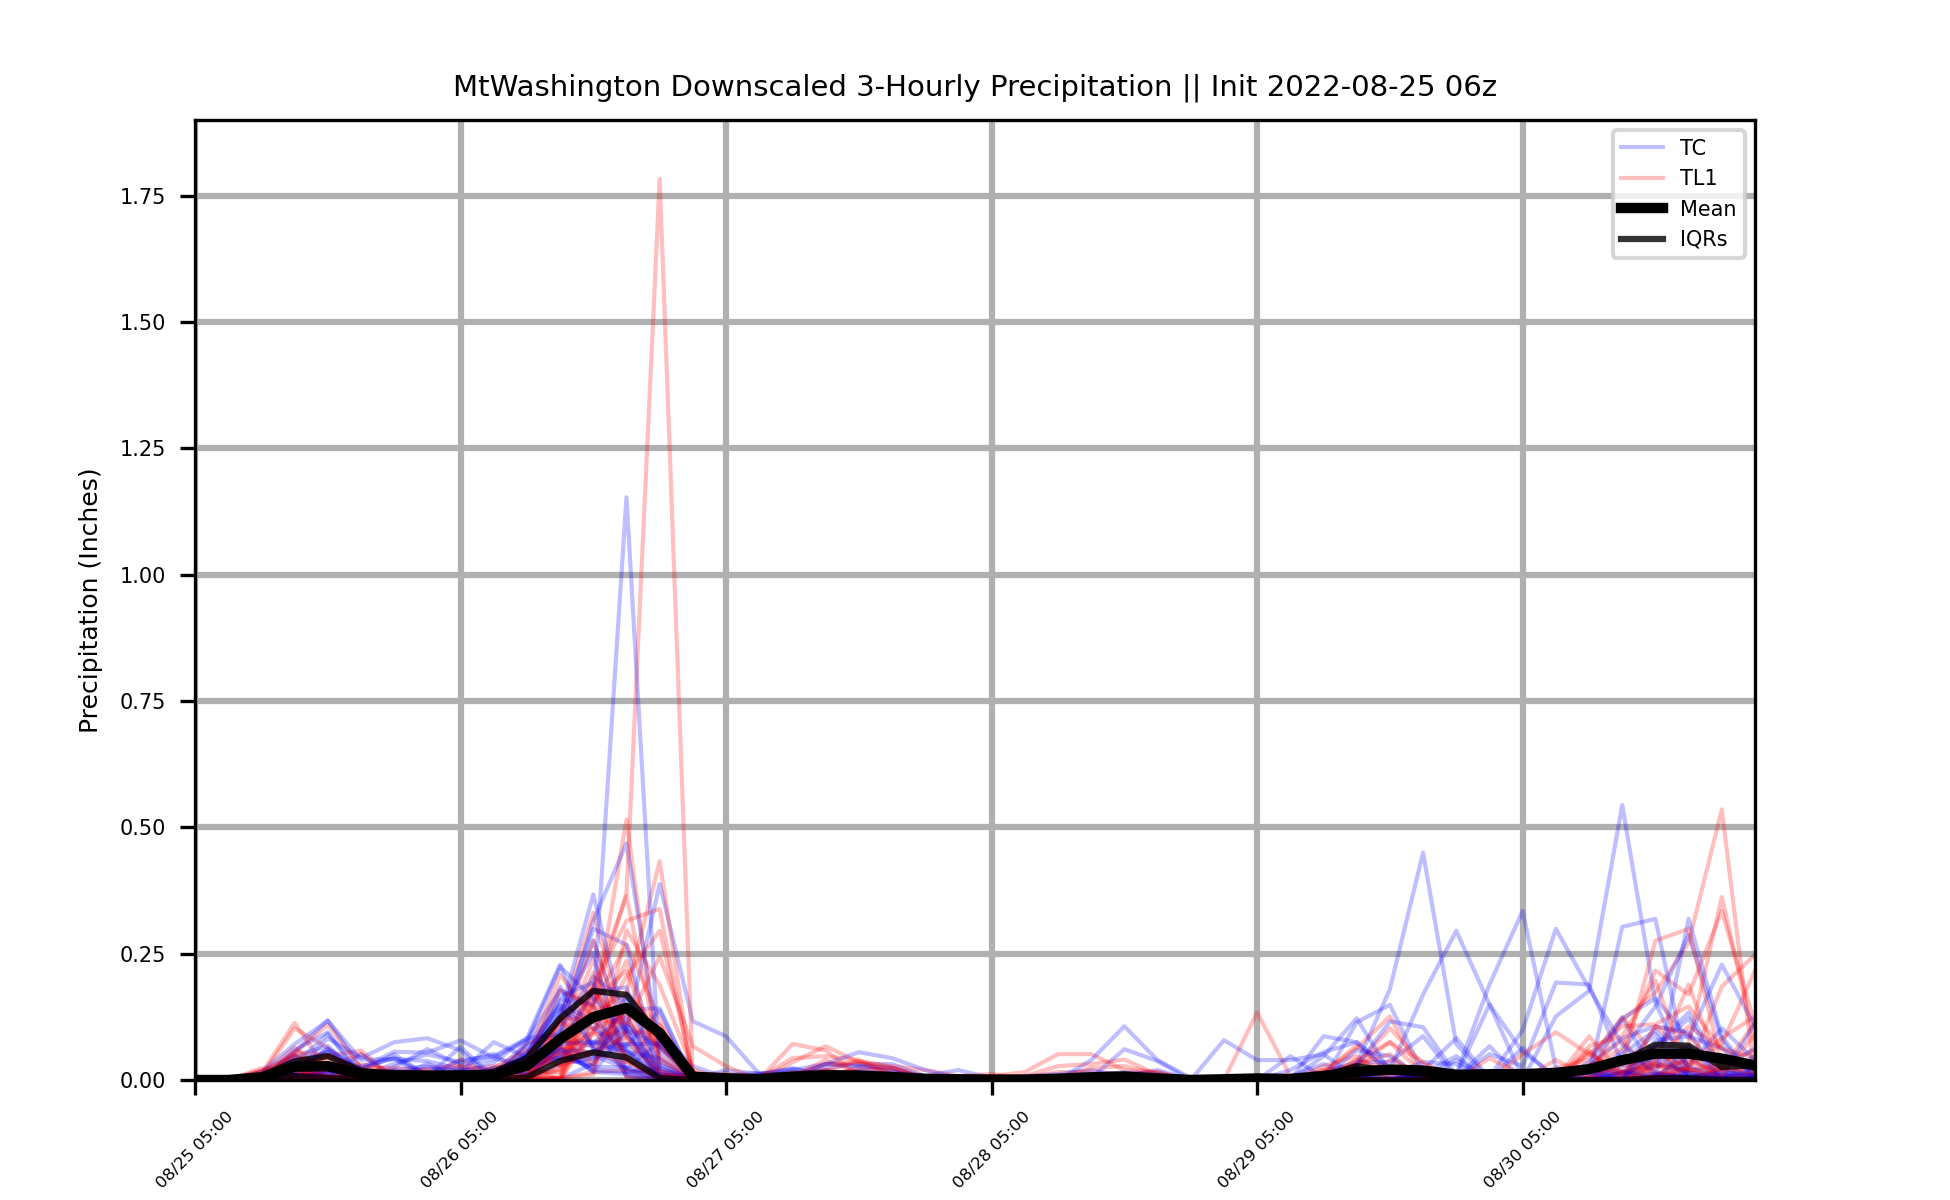 MtWashington Downscaled 3-Hourly Precipitation || Init 2022-08-25 06z
TC
TL1
Mean
IQRs
Precipitation (Inches)
1.75
1.50
1.25
1.00
0.75
0.50
0.25
0.00
08/25 05:00
08/26 05:00
08/27 05:00
08/28 05:00
08/29 05:00
08/30 05:00